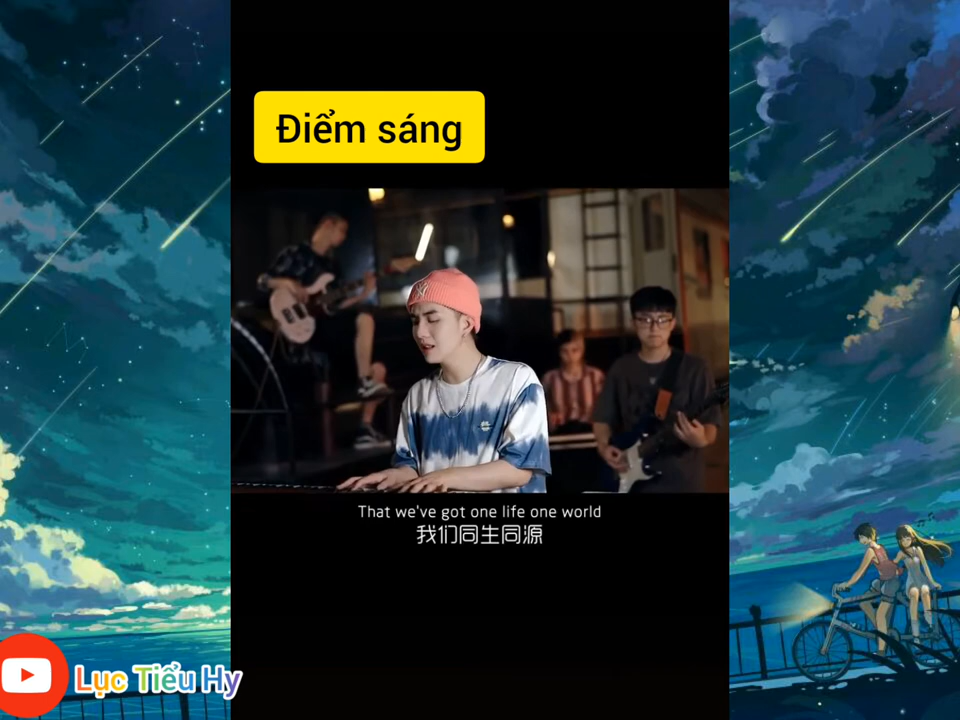 Điểm sáng
That we've got one life one world
我们同生同源
Lục Tiểu Hy